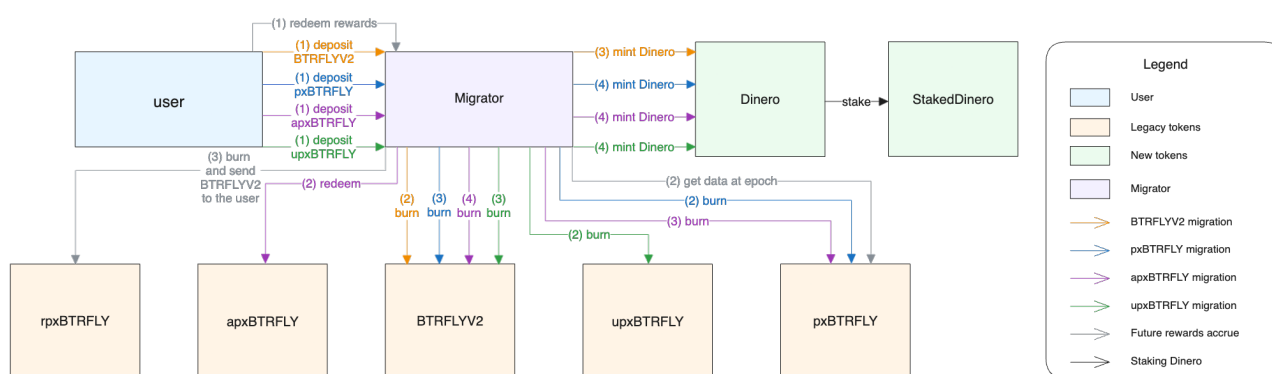 (1) redeem rewards
(1) deposit
BTRFLYV2
(1) deposit
pxBTRFLY
(1) deposit
apxBTRFLY
(1) deposit
upxBTRFLY
user
Migrator
(3) mint Dinero
(4) mint Dinero
(4) mint Dinero
(4) mint Dinero
Dinero
stake
StakedDinero
(3) burn
and send
BTRFLYV2
to the user
(2) redeem
(2)
burn
(3)
burn
(4)
burn
(3)
burn
(2) get data at epoch
(2) burn
(3) burn
(2) burn
rpxBTRFLY
apxBTRFLY
BTRFLYV2
upxBTRFLY
pxBTRFLY
Legend
User
Legacy tokens
New tokens
Migrator
BTRFLYV2 migration
pxBTRFLY migration
apxBTRFLY migration
upxBTRFLY migration
Future rewards accrue
Staking Dinero